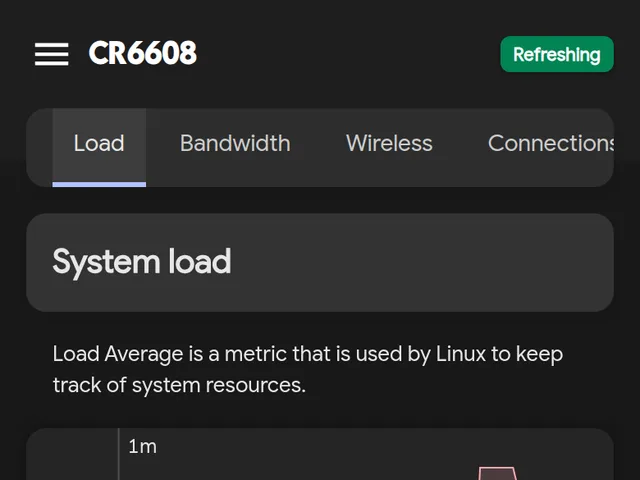 CR6608
Refreshing
Load
Bandwidth
Wireless
Connections
System load
Load Average is a metric that is used by Linux to keep
track of system resources.
1m